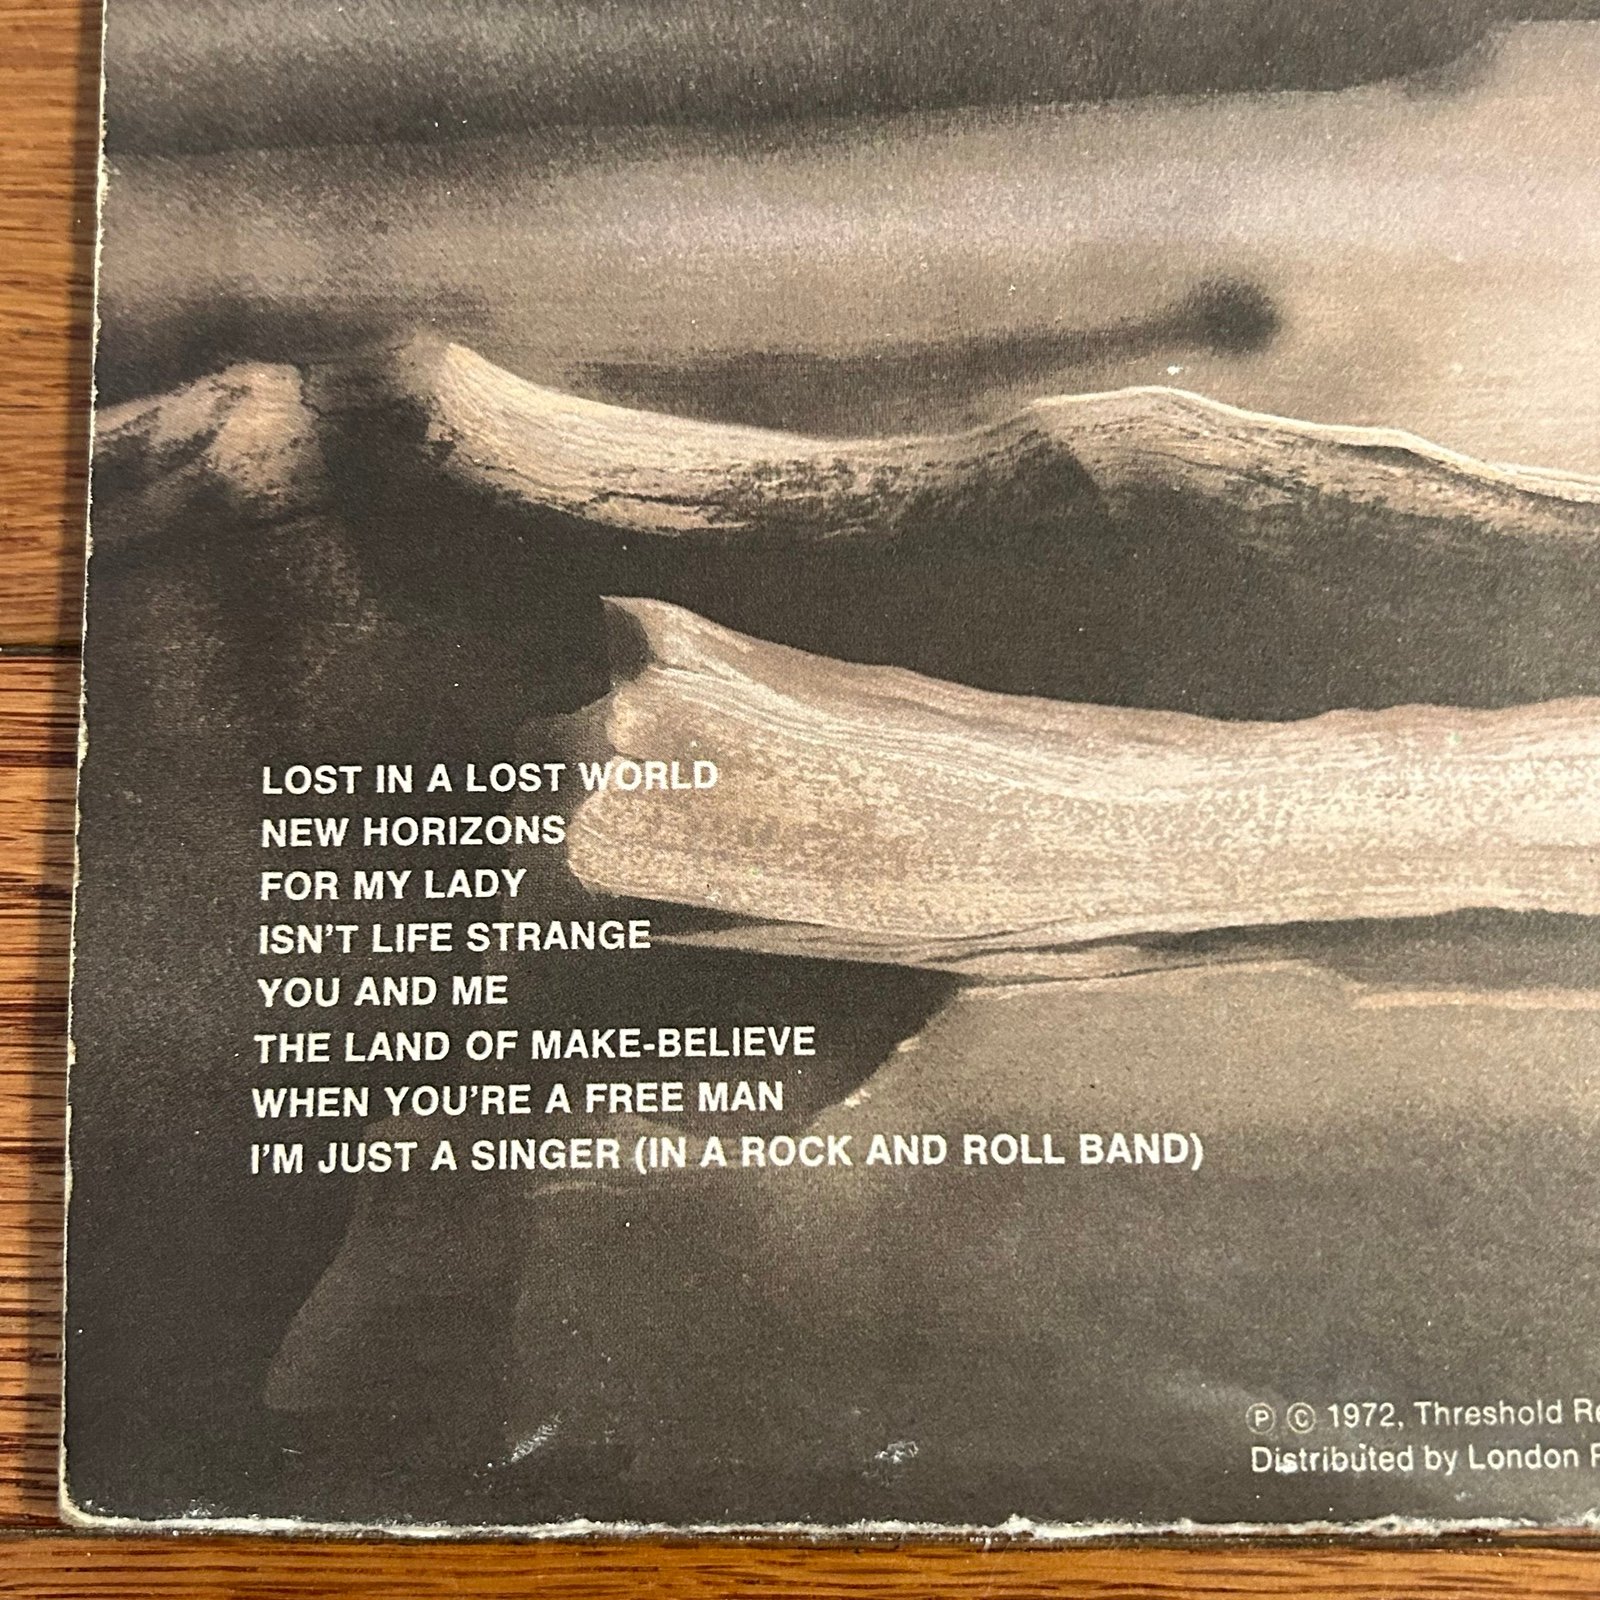 LOST IN A LOST WORLD
NEW HORIZONS
FOR MY LADY
ISN'T LIFE STRANGE
YOU AND ME
THE LAND OF MAKE-BELIEVE
WHEN YOU'RE A FREE MAN
I'M JUST A SINGER (IN A ROCK AND ROLL BAND)
Ⓟ © 1972, Threshold
Distributed by London